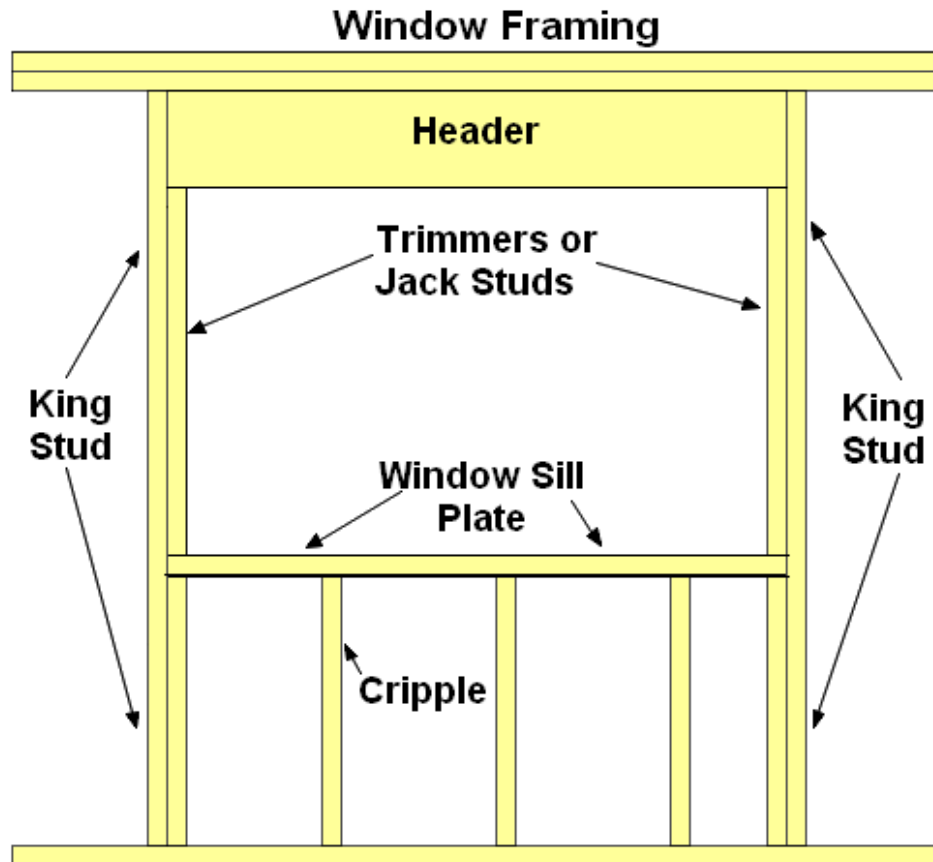 Window Framing
Header
Trimmers or
Jack Studs
King
Stud
King
Stud
Window Sill
Plate
Cripple